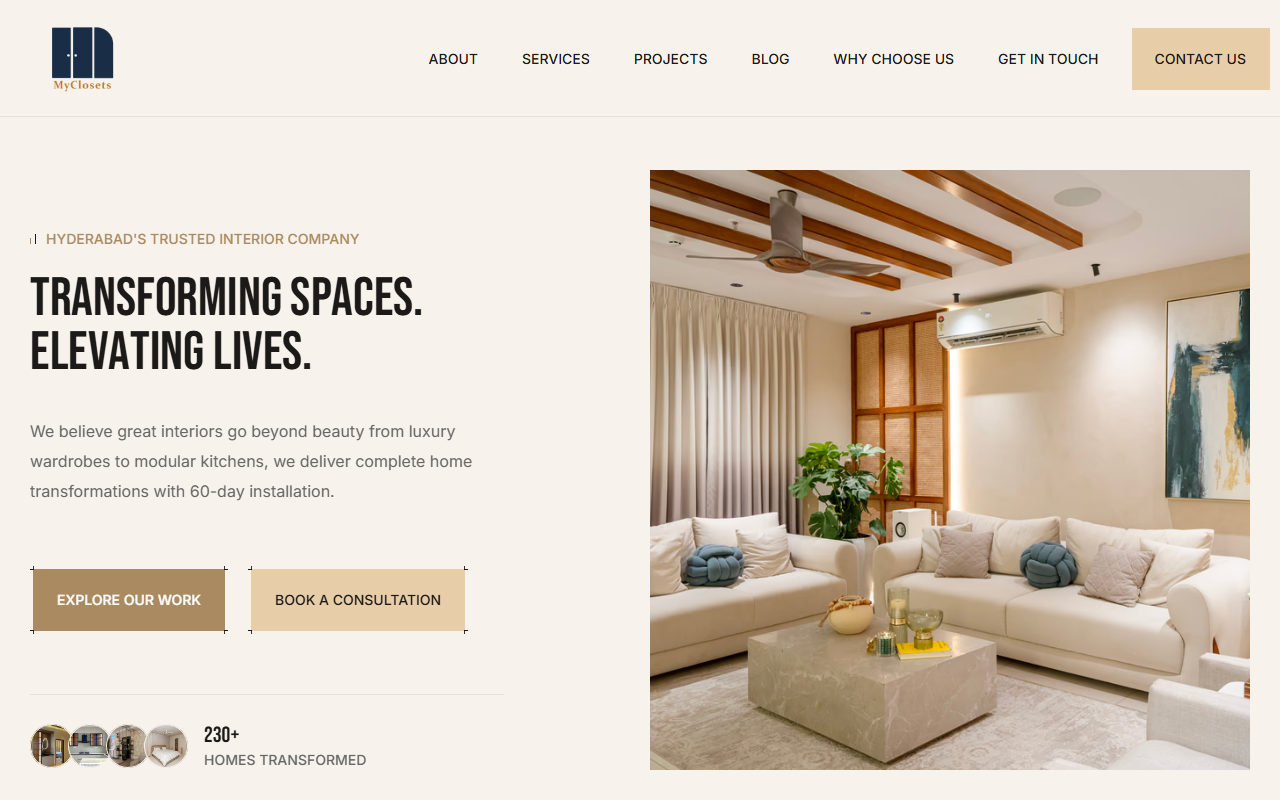 MyClosets
ABOUT
SERVICES
PROJECTS
BLOG
WHY CHOOSE US
GET IN TOUCH
CONTACT US
HYDERABAD'S TRUSTED INTERIOR COMPANY
TRANSFORMING SPACES.
ELEVATING LIVES.
We believe great interiors go beyond beauty from luxury
wardrobes to modular kitchens, we deliver complete home
transformations with 60-day installation.
EXPLORE OUR WORK
BOOK A CONSULTATION
230+
HOMES TRANSFORMED